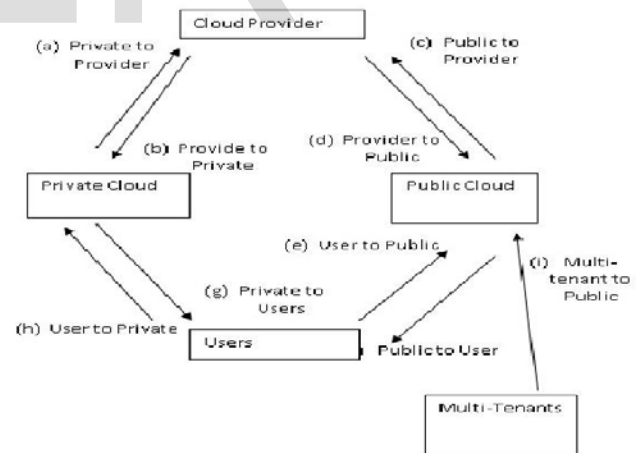 Cloud Provider
(a) Private to
Provider
(c) Public to
Provider
(b) Provide to
Private
(d) Provider to
Public
Private Cloud
Public Cloud
(e) User to Public
(i) Multi-
tenant to
Public
(g) Private to
Users
(h) User to Private
Users
Public to User
Multi-Tenants